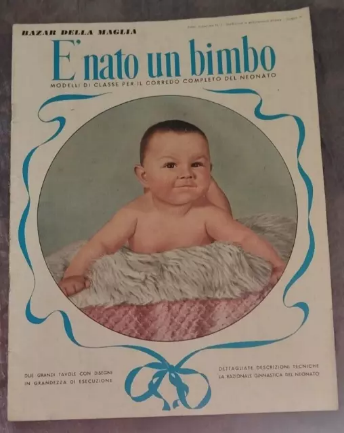 BAZAR DELLA MAGLIA
E' nato un bimbo
MODELLI DI CLASSE PER IL CORREDO COMPLETO DEL NEONATO
DUE GRANDI TAVOLE CON DISEGNI
IN GRANDEZZA DI ESECUZIONE
DETTAGLIATE DESCRIZIONI TECNICHE
LA RAZIONALE GINNASTICA DEL NEONATO